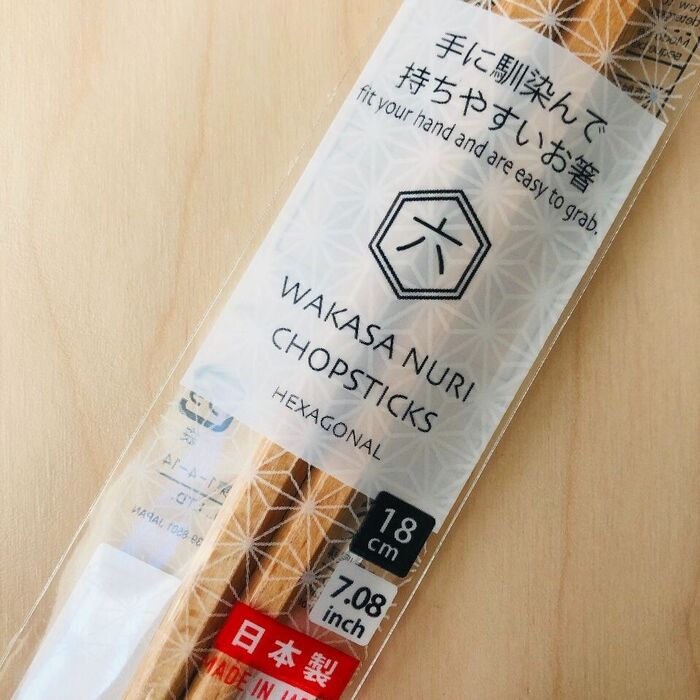 手に馴染んで
持ちやすいお箸
fit your hand and are easy to grab.
六
WAKASA NURI
CHOPSTICKS
HEXAGONAL
18
cm
7.08
inch
日本製
MADE IN